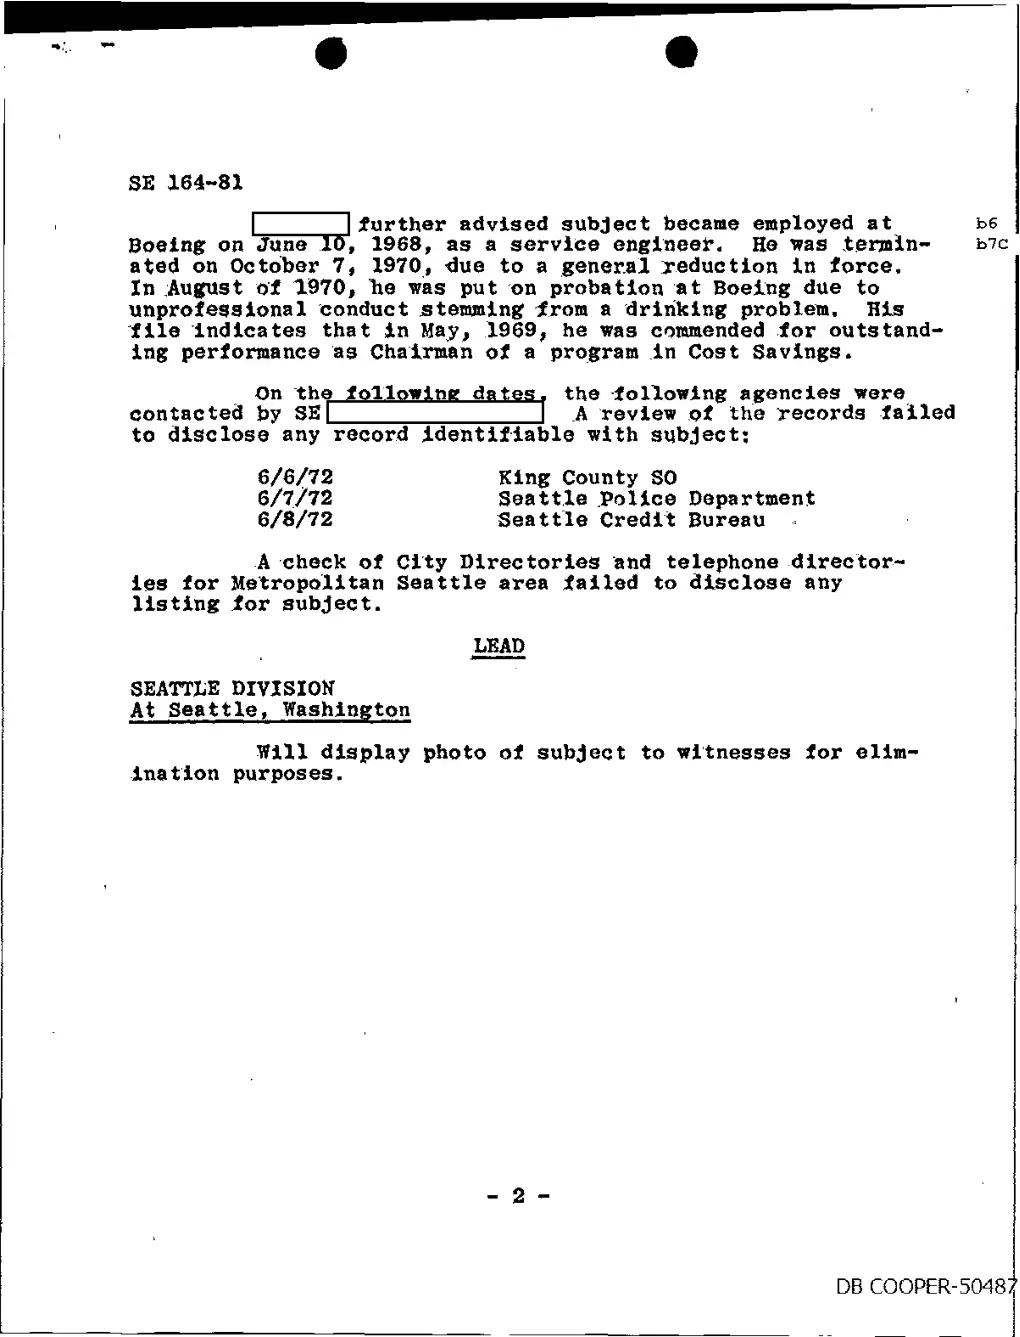 SE 164-81
further advised subject became employed at b6
Boeing on June 10, 1968, as a service engineer. He was termin- b7C
ated on October 7, 1970, due to a general reduction in force.
In August of 1970, he was put on probation at Boeing due to
unprofessional conduct stemming from a drinking problem. His
file indicates that in May, 1969, he was commended for outstand-
ing performance as Chairman of a program in Cost Savings.
On the following dates, the following agencies were
contacted by SE A review of the records failed
to disclose any record identifiable with subject:
6/6/72 King County SO
6/7/72 Seattle Police Department
6/8/72 Seattle Credit Bureau
A check of City Directories and telephone director-
ies for Metropolitan Seattle area failed to disclose any
listing for subject.
LEAD
SEATTLE DIVISION
At Seattle, Washington
Will display photo of subject to witnesses for elim-
ination purposes.
- 2 -
DB COOPER-50487